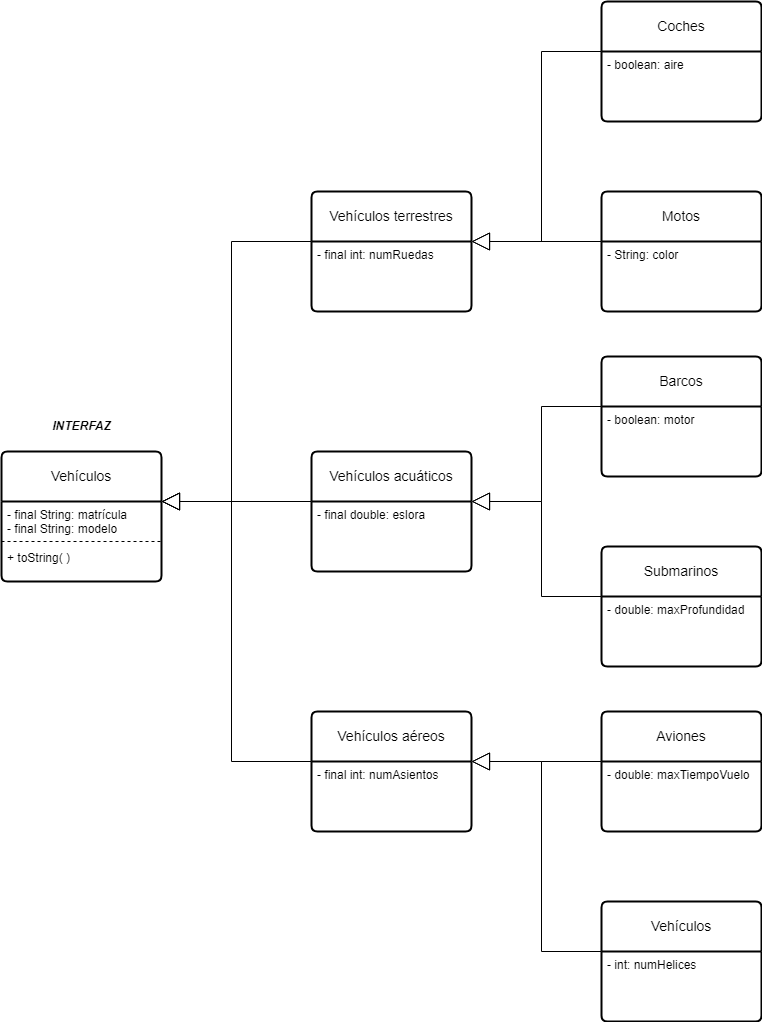 Coches
- boolean: aire
Vehículos terrestres
- final int: numRuedas
Motos
- String: color
Barcos
- boolean: motor
INTERFAZ
Vehículos
- final String: matrícula
- final String: modelo
+ toString( )
Vehículos acuáticos
- final double: eslora
Submarinos
- double: maxProfundidad
Vehículos aéreos
- final int: numAsientos
Aviones
- double: maxTiempoVuelo
Vehículos
- int: numHelices